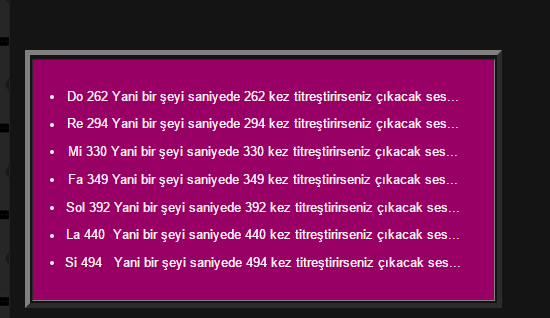 Do 262 Yani bir şeyi saniyede 262 kez titreştirirseniz çıkacak ses...
Re 294 Yani bir şeyi saniyede 294 kez titreştirirseniz çıkacak ses...
Mi 330 Yani bir şeyi saniyede 330 kez titreştirirseniz çıkacak ses...
Fa 349 Yani bir şeyi saniyede 349 kez titreştirirseniz çıkacak ses...
Sol 392 Yani bir şeyi saniyede 392 kez titreştirirseniz çıkacak ses...
La 440  Yani bir şeyi saniyede 440 kez titreştirirseniz çıkacak ses...
Si 494   Yani bir şeyi saniyede 494 kez titreştirirseniz çıkacak ses...